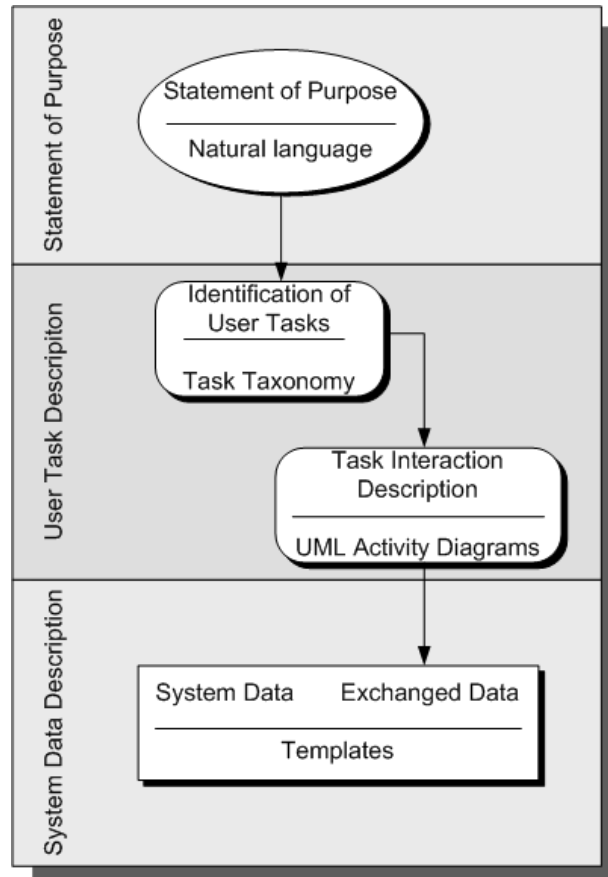 Statement of Purpose
Statement of Purpose
Natural language
User Task Descripiton
Identification of
User Tasks
Task Taxonomy
Task Interaction
Description
UML Activity Diagrams
System Data Description
System Data Exchanged Data
Templates